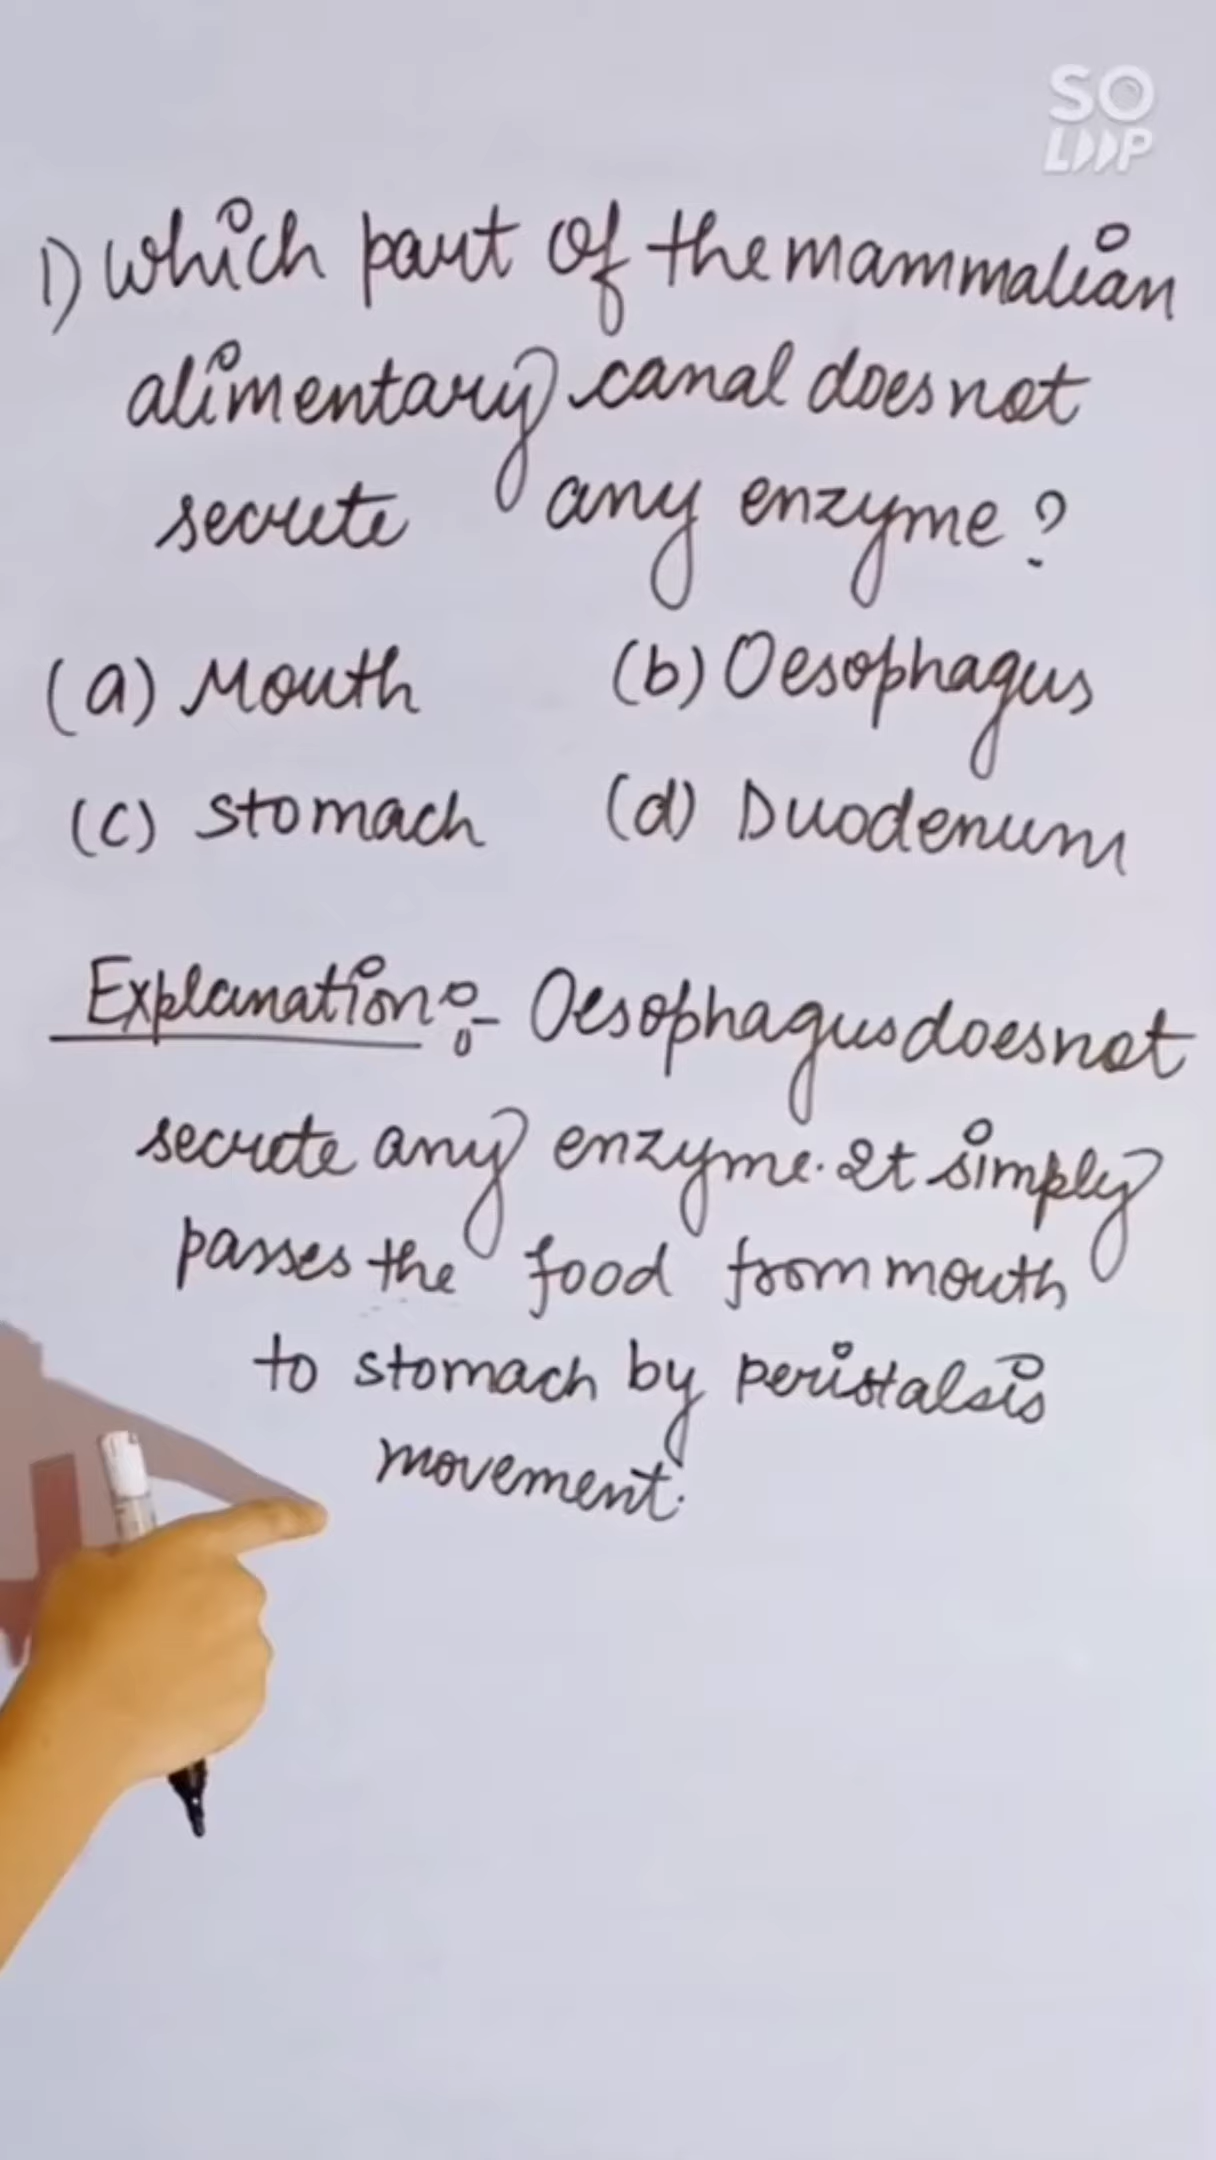 SO
LOOP
1) Which part of the mammalian
alimentary canal does not
secrete any enzyme?
(a) Mouth (b) Oesophagus
(c) Stomach (d) Duodenum
Explanation:- Oesophagus does not
secrete any enzyme. It simply
passes the food from mouth
to stomach by peristalsis
movement.